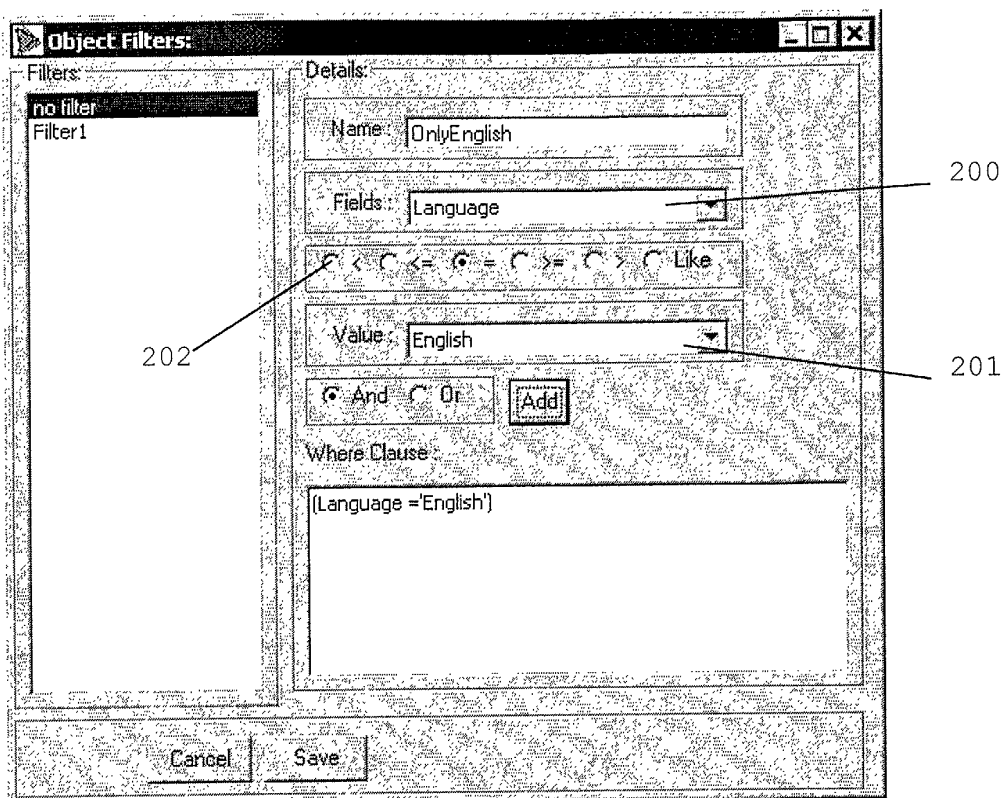 Object Filters:
Filters:
no filter
Filter1
Details:
Name : OnlyEnglish
Fields : Language
200
< <= = >= > Like
202
Value : English
201
And Or Add
Where Clause :
(Language ='English')
Cancel Save